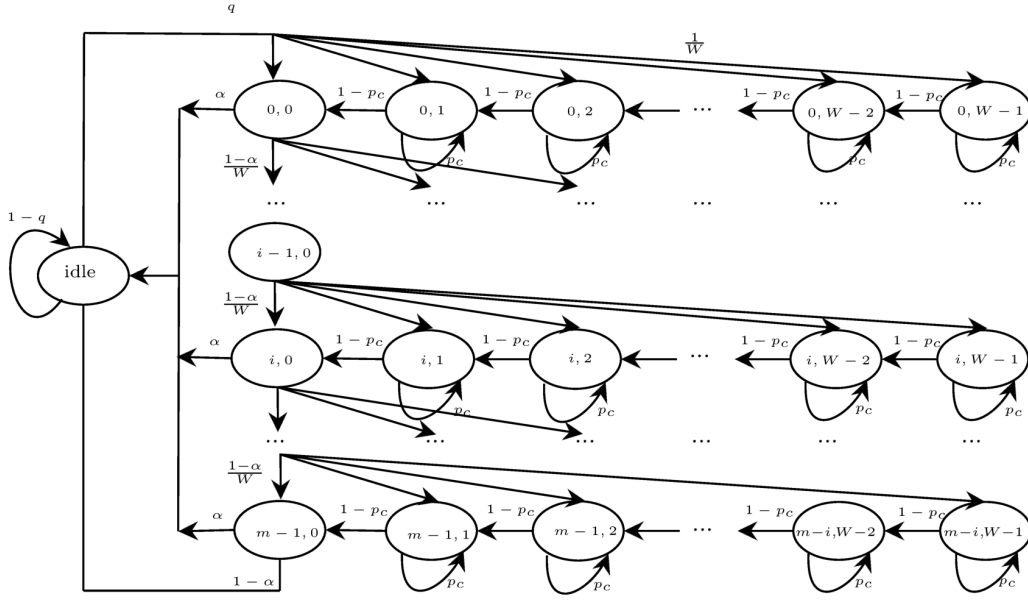 q
1/W
α 1 − p_c 1 − p_c 1 − p_c 1 − p_c
0, 0 0, 1 0, 2 ... 0, W − 2 0, W − 1
p_c p_c p_c p_c
1−α/W
... ... ... ... ... ...
1 − q
i − 1, 0
idle
1−α/W
α 1 − p_c 1 − p_c 1 − p_c 1 − p_c
i, 0 i, 1 i, 2 ... i, W − 2 i, W − 1
p_c p_c p_c p_c
... ... ... ... ... ...
1−α/W
α 1 − p_c 1 − p_c 1 − p_c 1 − p_c
m − 1, 0 m − 1, 1 m − 1, 2 ... m−i,W−2 m−i,W−1
p_c p_c p_c p_c
1 − α